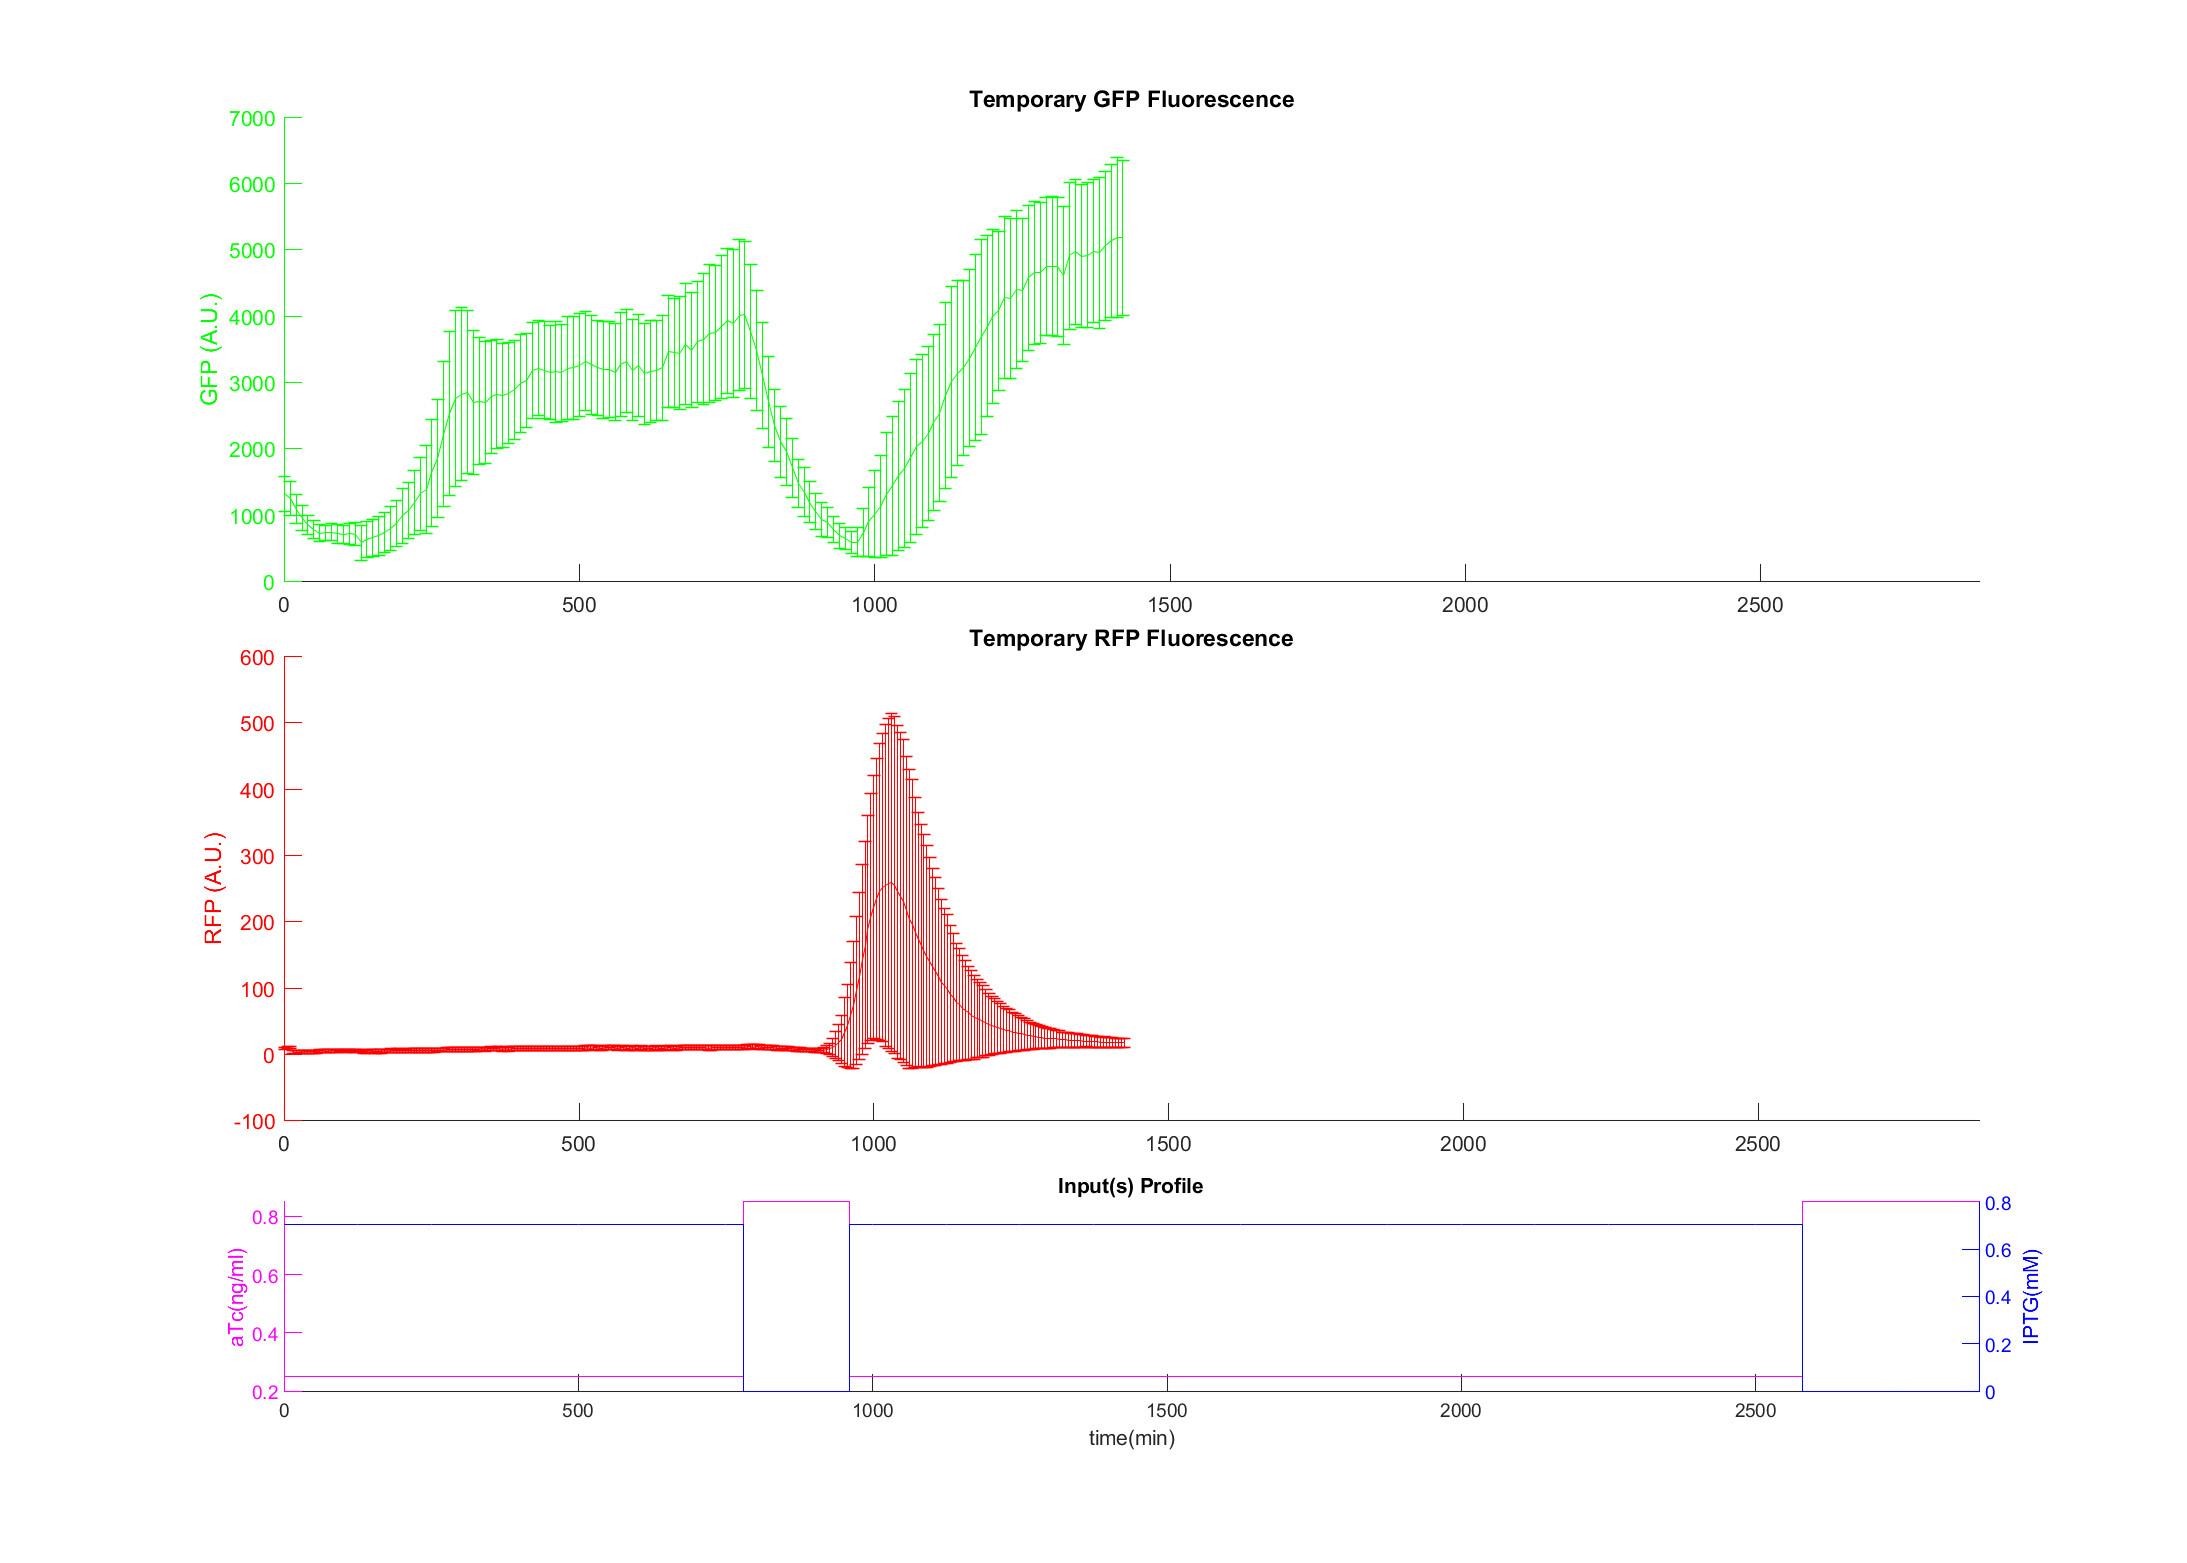 Temporary GFP Fluorescence
7000
6000
5000
4000
3000
2000
1000
0
GFP (A.U.)
0 500 1000 1500 2000 2500
Temporary RFP Fluorescence
600
500
400
300
200
100
0
-100
RFP (A.U.)
0 500 1000 1500 2000 2500
Input(s) Profile
0.8
0.6
0.4
0.2
aTc(ng/ml)
0.8
0.6
0.4
0.2
0
IPTG(mM)
0 500 1000 1500 2000 2500
time(min)